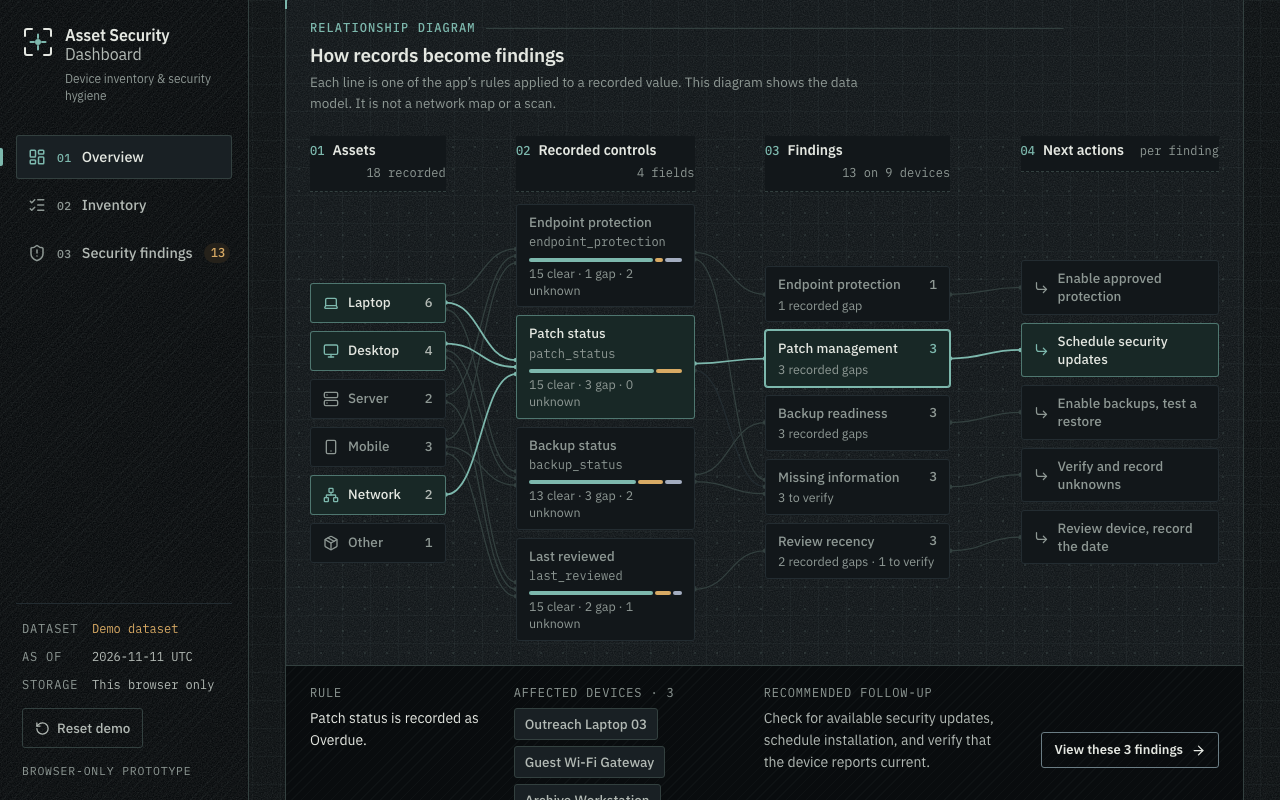 Asset Security
Dashboard
Device inventory & security
hygiene
01 Overview
02 Inventory
03 Security findings 13
DATASET Demo dataset
AS OF 2026-11-11 UTC
STORAGE This browser only
Reset demo
BROWSER-ONLY PROTOTYPE
RELATIONSHIP DIAGRAM
How records become findings
Each line is one of the app's rules applied to a recorded value. This diagram shows the data
model. It is not a network map or a scan.
01 Assets
18 recorded
Laptop 6
Desktop 4
Server 2
Mobile 3
Network 2
Other 1
02 Recorded controls
4 fields
Endpoint protection
endpoint_protection
15 clear · 1 gap · 2
unknown
Patch status
patch_status
15 clear · 3 gap · 0
unknown
Backup status
backup_status
13 clear · 3 gap · 2
unknown
Last reviewed
last_reviewed
15 clear · 2 gap · 1
unknown
03 Findings
13 on 9 devices
Endpoint protection 1
1 recorded gap
Patch management 3
3 recorded gaps
Backup readiness 3
3 recorded gaps
Missing information 3
3 to verify
Review recency 3
2 recorded gaps · 1 to verify
04 Next actions per finding
Enable approved
protection
Schedule security
updates
Enable backups, test a
restore
Verify and record
unknowns
Review device, record
the date
RULE
Patch status is recorded as
Overdue.
AFFECTED DEVICES · 3
Outreach Laptop 03
Guest Wi-Fi Gateway
Archive Workstation
RECOMMENDED FOLLOW-UP
Check for available security updates,
schedule installation, and verify that
the device reports current.
View these 3 findings